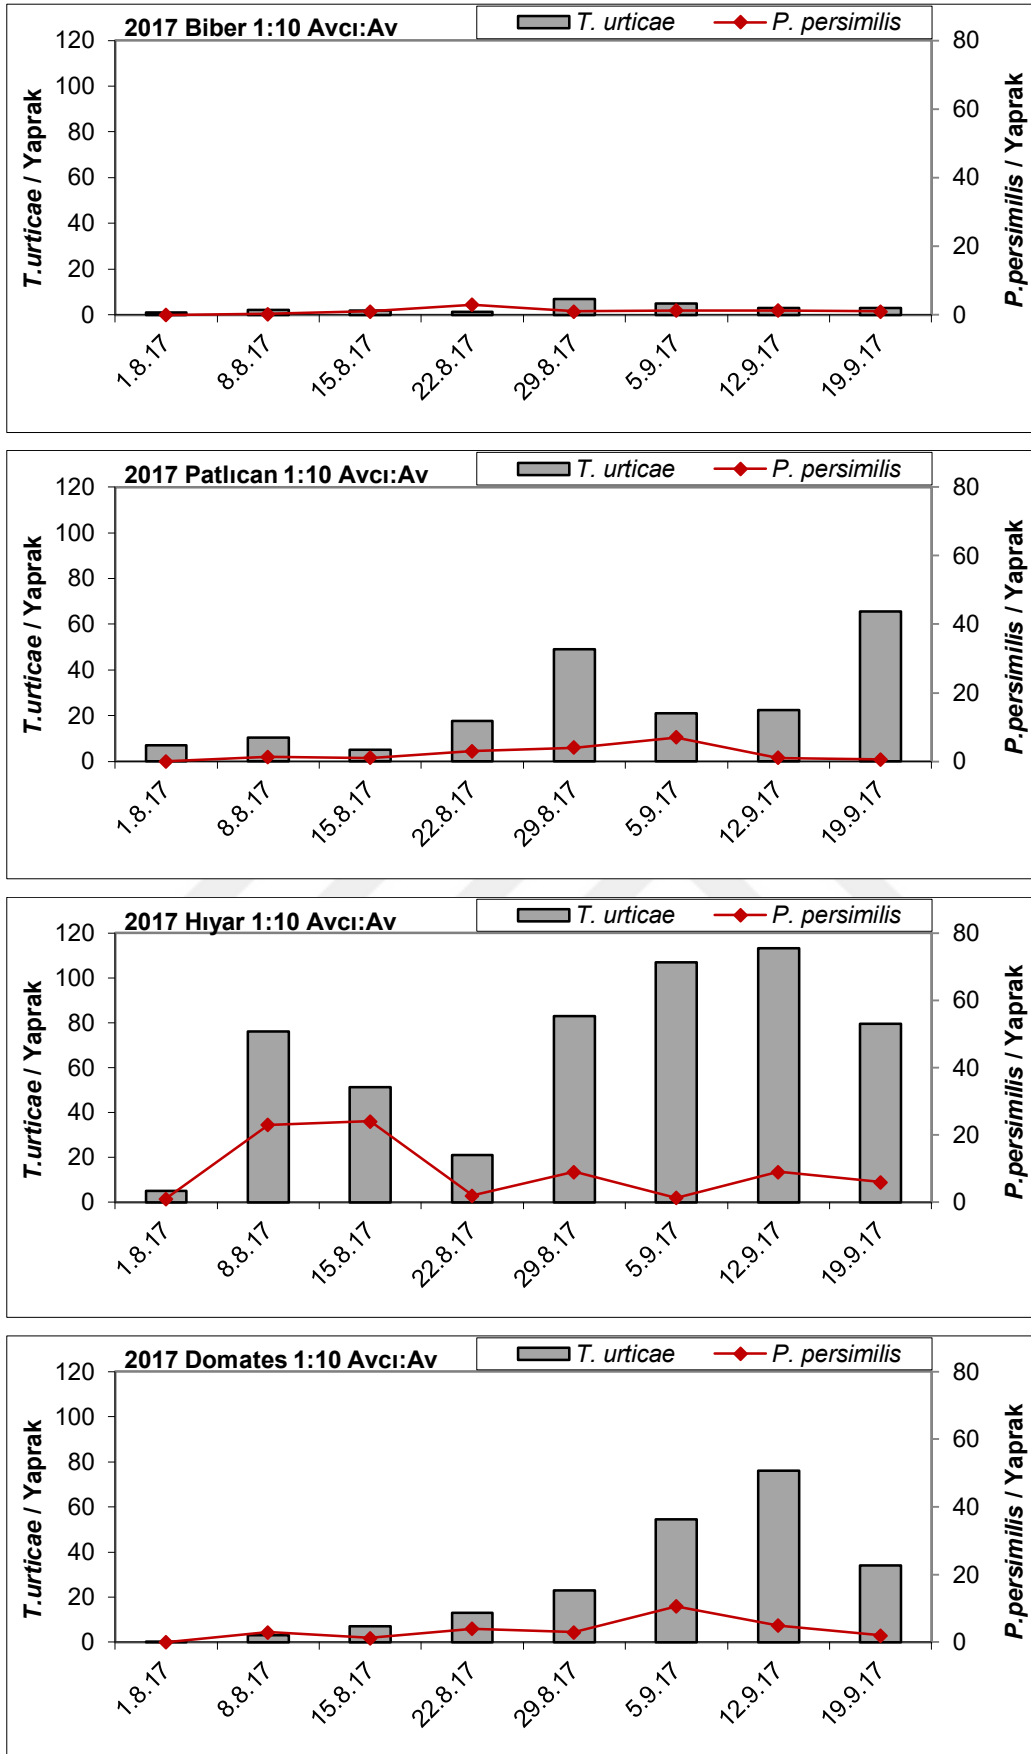 2017 Biber 1:10 Avcı:Av
T. urticae P. persimilis
120 80
100
60
80
60 40
40
20
20
0 0
T.urticae / Yaprak
P.persimilis / Yaprak
1.8.17 8.8.17 15.8.17 22.8.17 29.8.17 5.9.17 12.9.17 19.9.17
2017 Patlıcan 1:10 Avcı:Av
T. urticae P. persimilis
120 80
100
60
80
60 40
40
20
20
0 0
T.urticae / Yaprak
P.persimilis / Yaprak
1.8.17 8.8.17 15.8.17 22.8.17 29.8.17 5.9.17 12.9.17 19.9.17
2017 Hıyar 1:10 Avcı:Av
T. urticae P. persimilis
120 80
100
60
80
60 40
40
20
20
0 0
T.urticae / Yaprak
P.persimilis / Yaprak
1.8.17 8.8.17 15.8.17 22.8.17 29.8.17 5.9.17 12.9.17 19.9.17
2017 Domates 1:10 Avcı:Av
T. urticae P. persimilis
120 80
100
60
80
60 40
40
20
20
0 0
T.urticae / Yaprak
P.persimilis / Yaprak
1.8.17 8.8.17 15.8.17 22.8.17 29.8.17 5.9.17 12.9.17 19.9.17